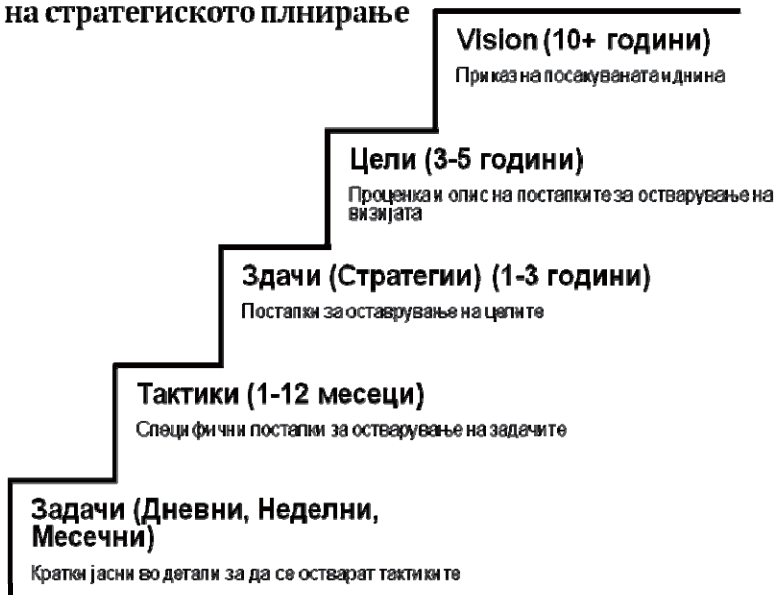 на стратегиското плнирање
Vision (10+ години)
Приказ на посакуваната иднина
Цели (3-5 години)
Проценка и опис на постапките за остварување на
визијата
Здачи (Стратегии) (1-3 години)
Постапки за оставрување на целите
Тактики (1-12 месеци)
Специфични постапки за остварување на задачите
Задачи (Дневни, Неделни,
Месечни)
Кратки јасни во детали за да се остварат тактиките